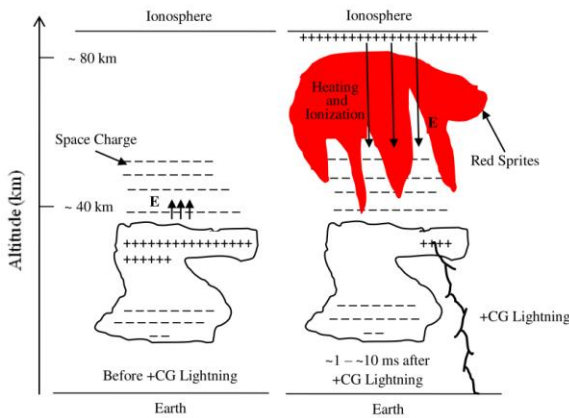 Ionosphere
Ionosphere
+++++++++++++++++++++
~ 80 km
Heating
and
Ionization
E
Space Charge
Red Sprites
E
~ 40 km
Altitude (km)
+++++++++++++
++++++
++++
+CG Lightning
Before +CG Lightning
~1 – ~10 ms after
+CG Lightning
Earth
Earth